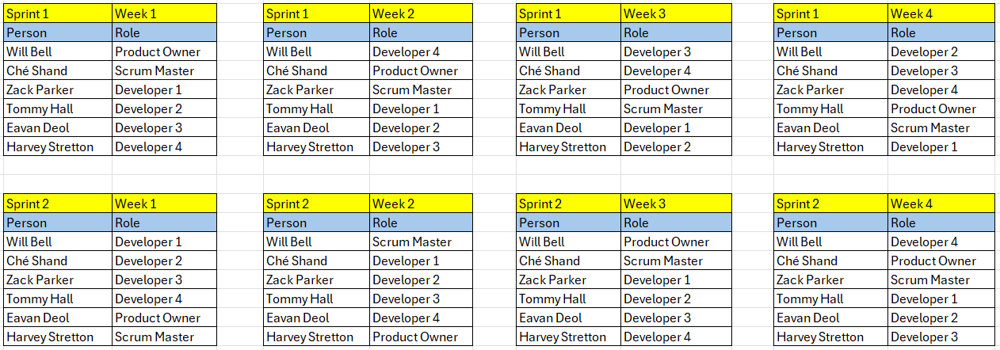 Sprint 1 Week 1 Sprint 1 Week 2 Sprint 1 Week 3 Sprint 1 Week 4
Person Role Person Role Person Role Person Role
Will Bell Product Owner Will Bell Developer 4 Will Bell Developer 3 Will Bell Developer 2
Ché Shand Scrum Master Ché Shand Product Owner Ché Shand Developer 4 Ché Shand Developer 3
Zack Parker Developer 1 Zack Parker Scrum Master Zack Parker Product Owner Zack Parker Developer 4
Tommy Hall Developer 2 Tommy Hall Developer 1 Tommy Hall Scrum Master Tommy Hall Product Owner
Eavan Deol Developer 3 Eavan Deol Developer 2 Eavan Deol Developer 1 Eavan Deol Scrum Master
Harvey Stretton Developer 4 Harvey Stretton Developer 3 Harvey Stretton Developer 2 Harvey Stretton Developer 1
Sprint 2 Week 1 Sprint 2 Week 2 Sprint 2 Week 3 Sprint 2 Week 4
Person Role Person Role Person Role Person Role
Will Bell Developer 1 Will Bell Scrum Master Will Bell Product Owner Will Bell Developer 4
Ché Shand Developer 2 Ché Shand Developer 1 Ché Shand Scrum Master Ché Shand Product Owner
Zack Parker Developer 3 Zack Parker Developer 2 Zack Parker Developer 1 Zack Parker Scrum Master
Tommy Hall Developer 4 Tommy Hall Developer 3 Tommy Hall Developer 2 Tommy Hall Developer 1
Eavan Deol Product Owner Eavan Deol Developer 4 Eavan Deol Developer 3 Eavan Deol Developer 2
Harvey Stretton Scrum Master Harvey Stretton Product Owner Harvey Stretton Developer 4 Harvey Stretton Developer 3